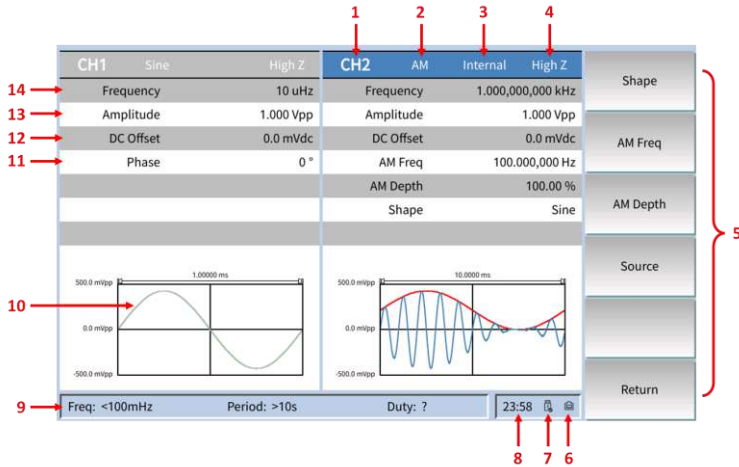 1 2 3 4
CH1 Sine High Z CH2 AM Internal High Z
Shape
14 Frequency 10 uHz Frequency 1.000,000,000 kHz
13 Amplitude 1.000 Vpp Amplitude 1.000 Vpp
12 DC Offset 0.0 mVdc DC Offset 0.0 mVdc
AM Freq
11 Phase 0 ° AM Freq 100.000,000 Hz
AM Depth 100.00 %
AM Depth
Shape Sine
5
Source
1.00000 ms 10.0000 ms
500.0 mVpp 500.0 mVpp
10
0.0 mVpp 0.0 mVpp
-500.0 mVpp -500.0 mVpp
Return
9 Freq: <100mHz Period: >10s Duty: ? 23:58
8 7 6